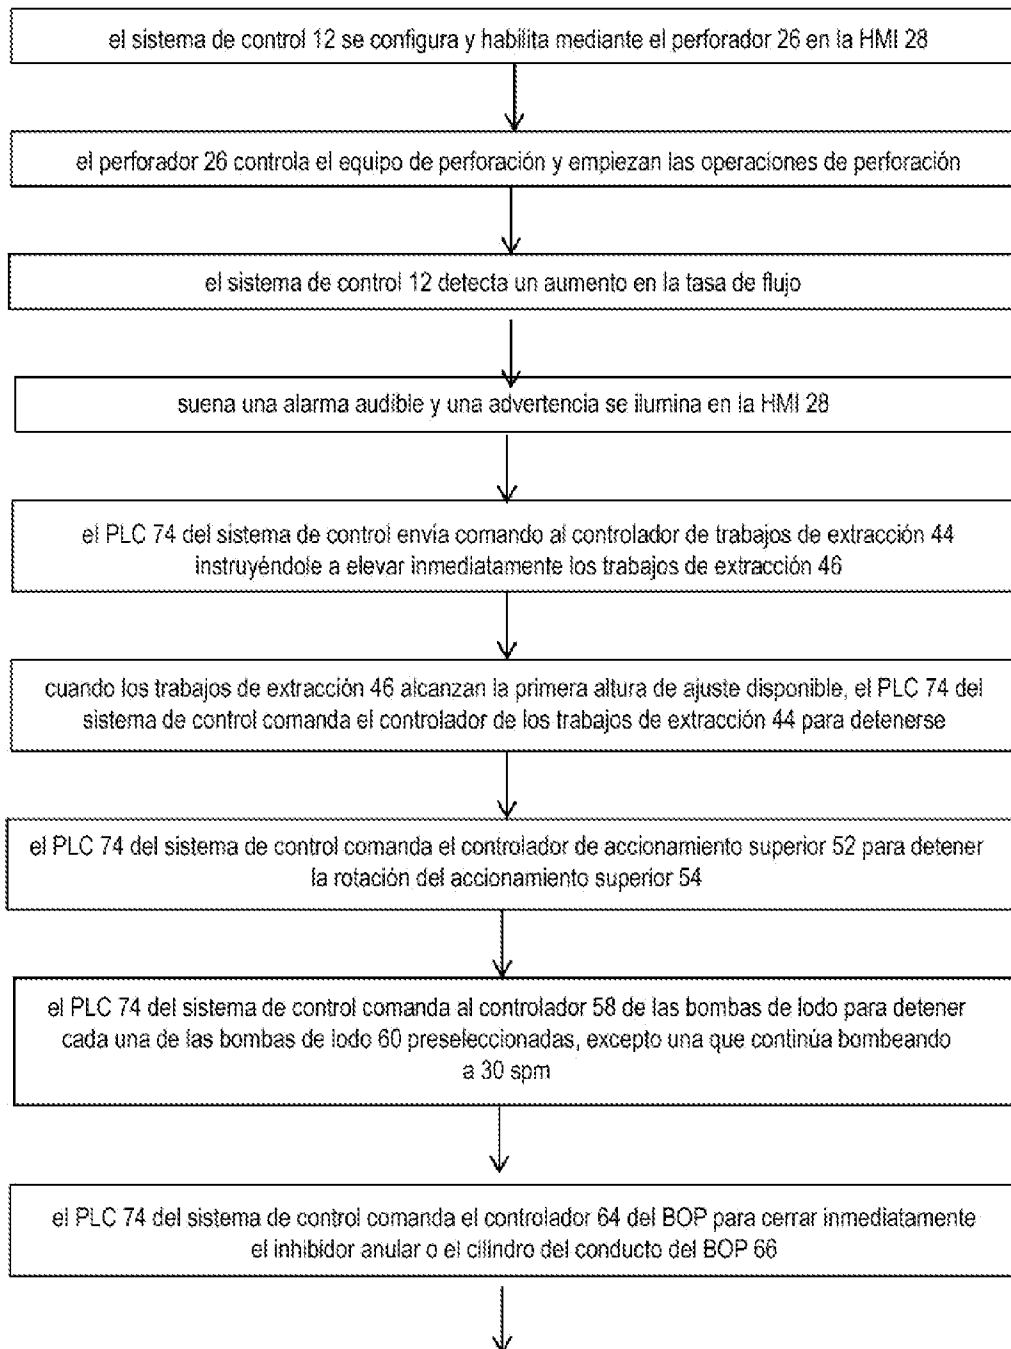 el sistema de control 12 se configura y habilita mediante el perforador 26 en la HMI 28
el perforador 26 controla el equipo de perforación y empiezan las operaciones de perforación
el sistema de control 12 detecta un aumento en la tasa de flujo
suena una alarma audible y una advertencia se ilumina en la HMI 28
el PLC 74 del sistema de control envía comando al controlador de trabajos de extracción 44
instruyéndole a elevar inmediatamente los trabajos de extracción 46
cuando los trabajos de extracción 46 alcanzan la primera altura de ajuste disponible, el PLC 74 del
sistema de control comanda el controlador de los trabajos de extracción 44 para detenerse
el PLC 74 del sistema de control comanda el controlador de accionamiento superior 52 para detener
la rotación del accionamiento superior 54
el PLC 74 del sistema de control comanda al controlador 58 de las bombas de lodo para detener
cada una de las bombas de lodo 60 preseleccionadas, excepto una que continúa bombeando
a 30 spm
el PLC 74 del sistema de control comanda el controlador 64 del BOP para cerrar inmediatamente
el inhibidor anular o el cilindro del conducto del BOP 66